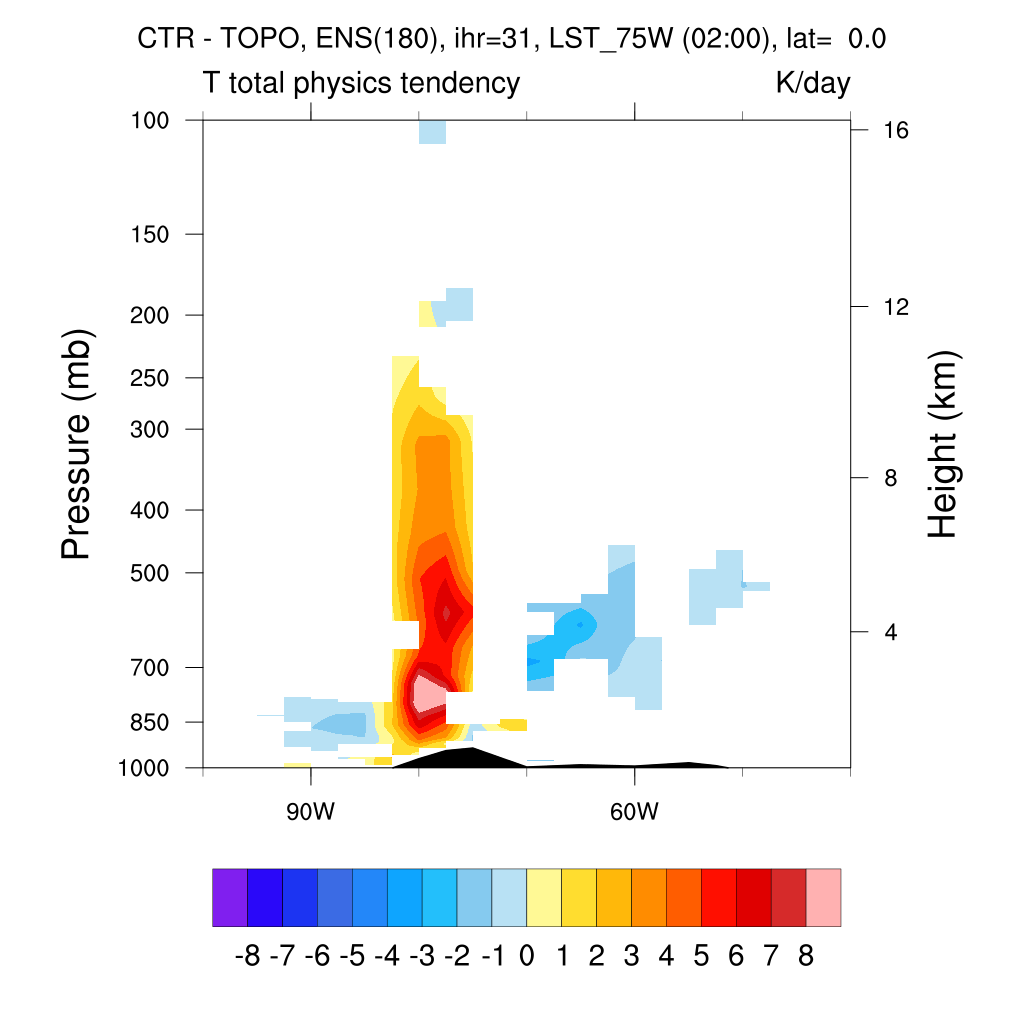 CTR - TOPO, ENS(180), ihr=31, LST_75W (02:00), lat=  0.0
T total physics tendency K/day
100
150
200
250
300
400
500
700
850
1000
Pressure (mb)
16
12
8
4
Height (km)
90W 60W
-8 -7 -6 -5 -4 -3 -2 -1 0 1 2 3 4 5 6 7 8